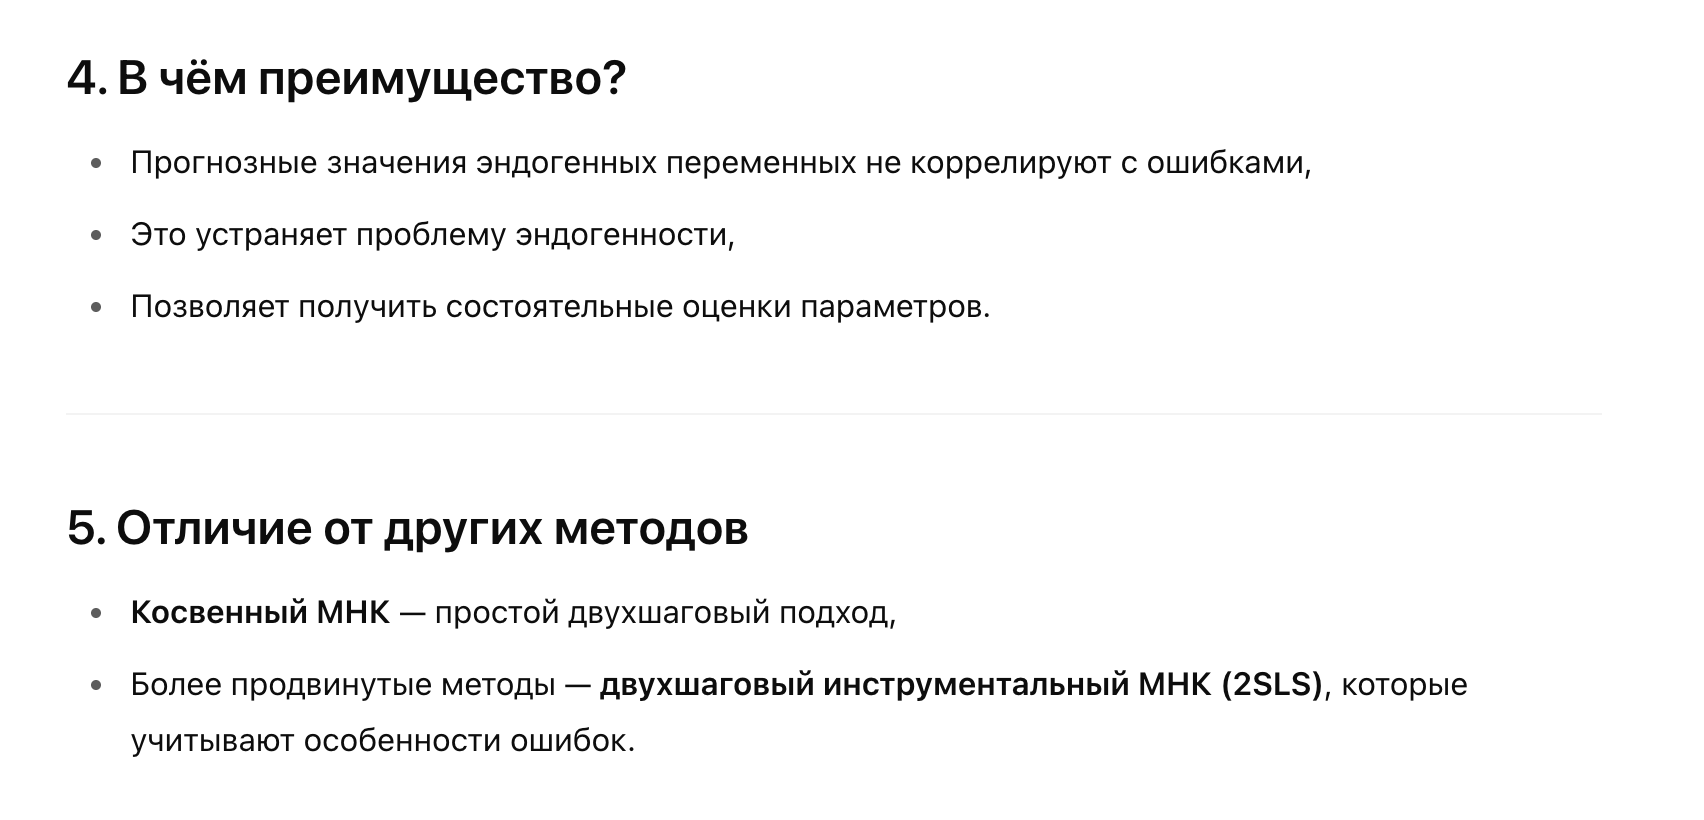 4. В чём преимущество?
• Прогнозные значения эндогенных переменных не коррелируют с ошибками,
• Это устраняет проблему эндогенности,
• Позволяет получить состоятельные оценки параметров.
5. Отличие от других методов
• Косвенный МНК — простой двухшаговый подход,
• Более продвинутые методы — двухшаговый инструментальный МНК (2SLS), которые
учитывают особенности ошибок.